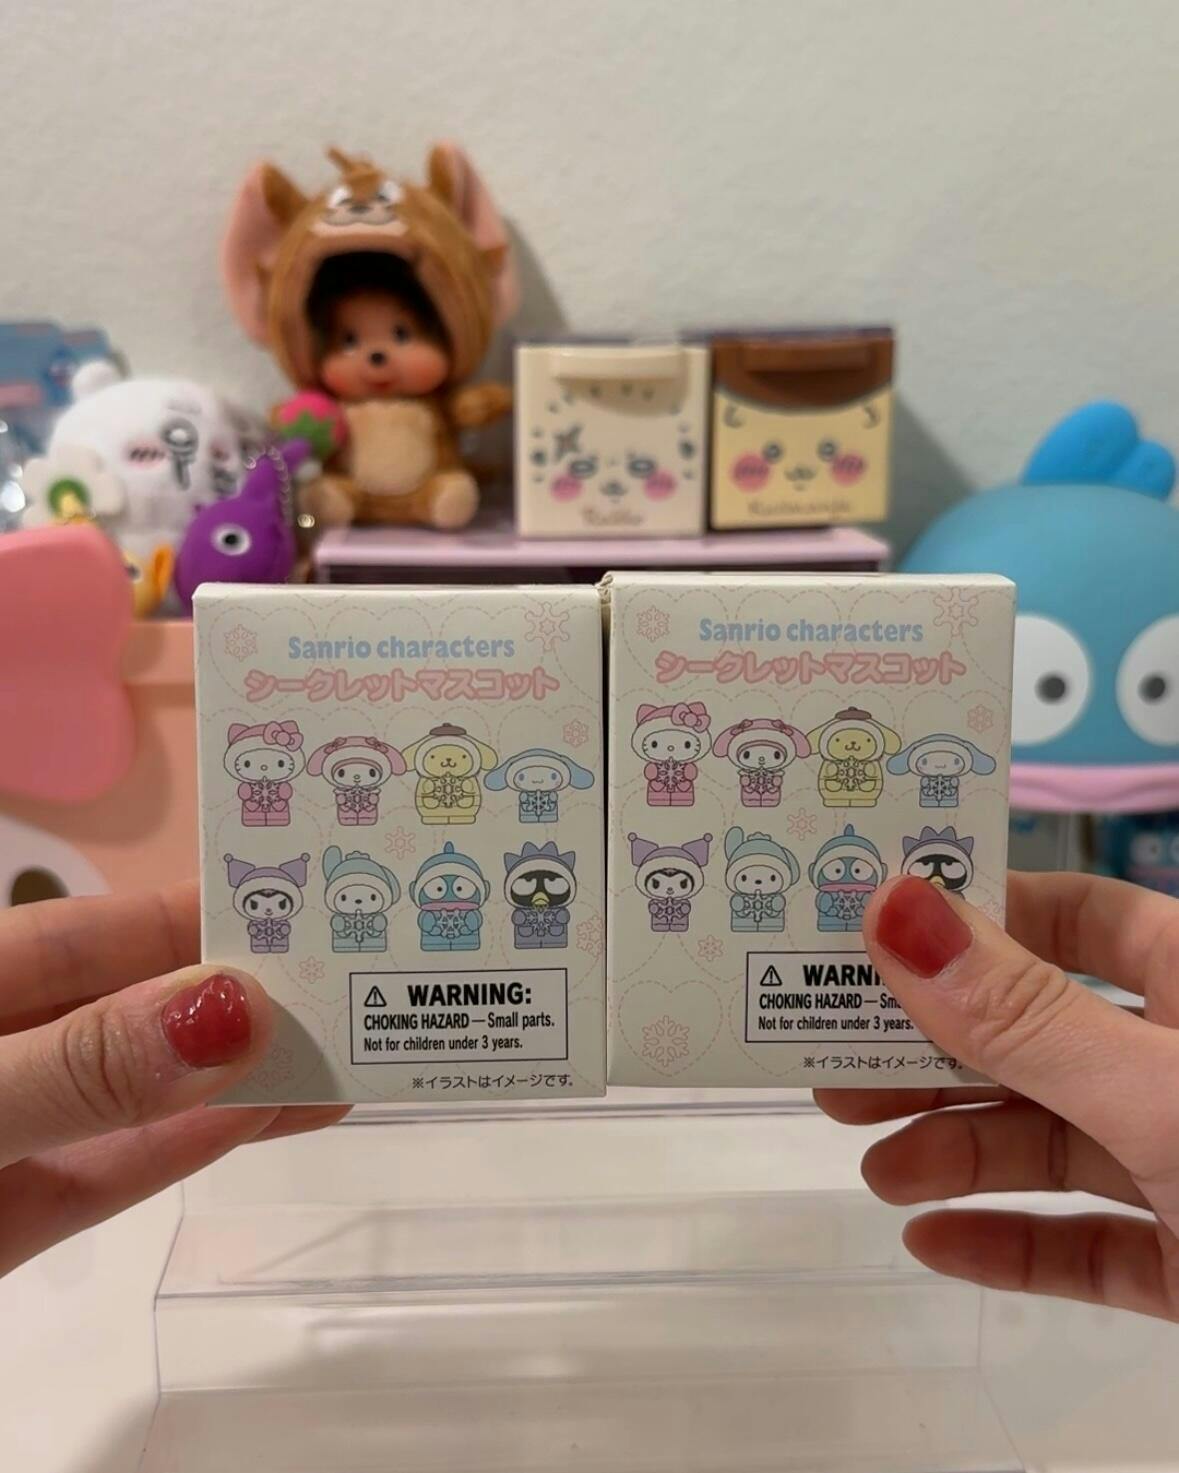 Sanrio characters
シークレットマスコット
⚠ WARNING:
CHOKING HAZARD — Small parts.
Not for children under 3 years.
※イラストはイメージです。
Sanrio characters
シークレットマスコット
⚠ WARN
CHOKING HAZARD — Sm
Not for children under 3 years.
※イラストはイメージです。